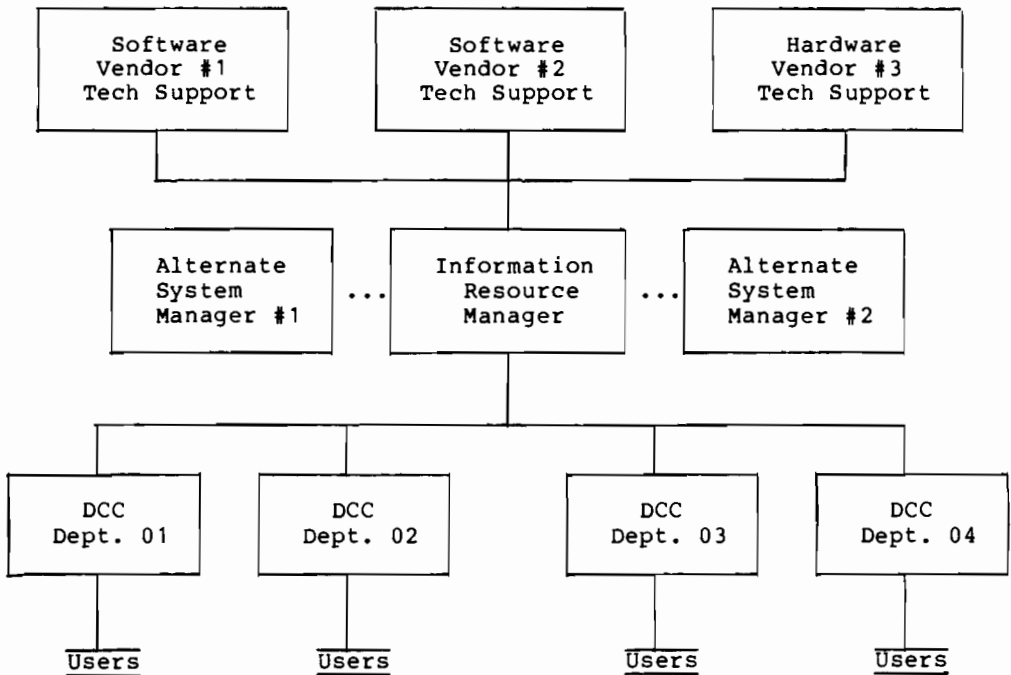 Software
Vendor #1
Tech Support
Software
Vendor #2
Tech Support
Hardware
Vendor #3
Tech Support
Alternate
System
Manager #1
...
Information
Resource
Manager
...
Alternate
System
Manager #2
DCC
Dept. 01
DCC
Dept. 02
DCC
Dept. 03
DCC
Dept. 04
Users
Users
Users
Users